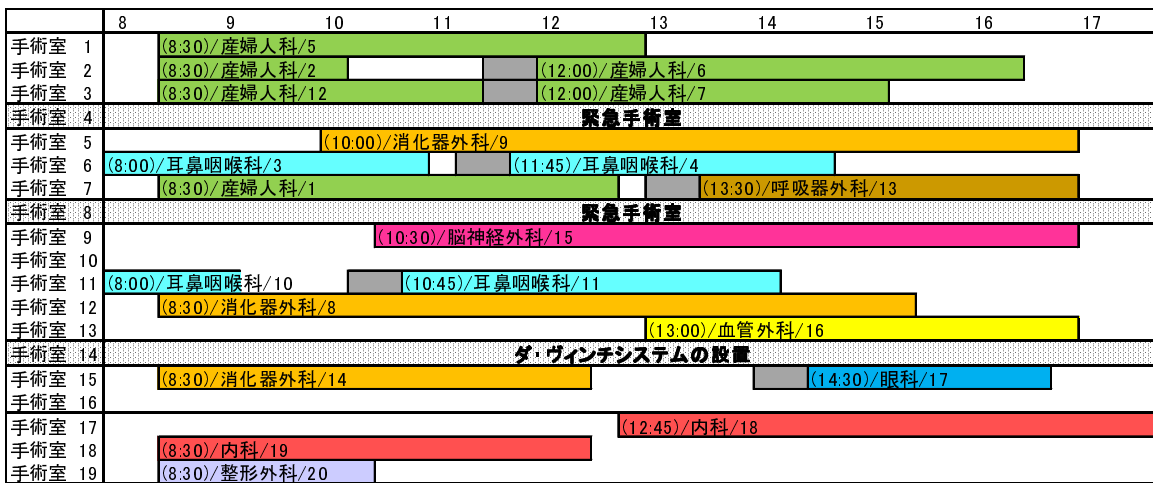 8 9 10 11 12 13 14 15 16 17
手術室 1 (8:30)/産婦人科/5
手術室 2 (8:30)/産婦人科/2 (12:00)/産婦人科/6
手術室 3 (8:30)/産婦人科/12 (12:00)/産婦人科/7
手術室 4 緊急手術室
手術室 5 (10:00)/消化器外科/9
手術室 6 (8:00)/耳鼻咽喉科/3 (11:45)/耳鼻咽喉科/4
手術室 7 (8:30)/産婦人科/1 (13:30)/呼吸器外科/13
手術室 8 緊急手術室
手術室 9 (10:30)/脳神経外科/15
手術室 10
手術室 11 (8:00)/耳鼻咽喉科/10 (10:45)/耳鼻咽喉科/11
手術室 12 (8:30)/消化器外科/8
手術室 13 (13:00)/血管外科/16
手術室 14 ダ・ヴィンチシステムの設置
手術室 15 (8:30)/消化器外科/14 (14:30)/眼科/17
手術室 16
手術室 17 (12:45)/内科/18
手術室 18 (8:30)/内科/19
手術室 19 (8:30)/整形外科/20